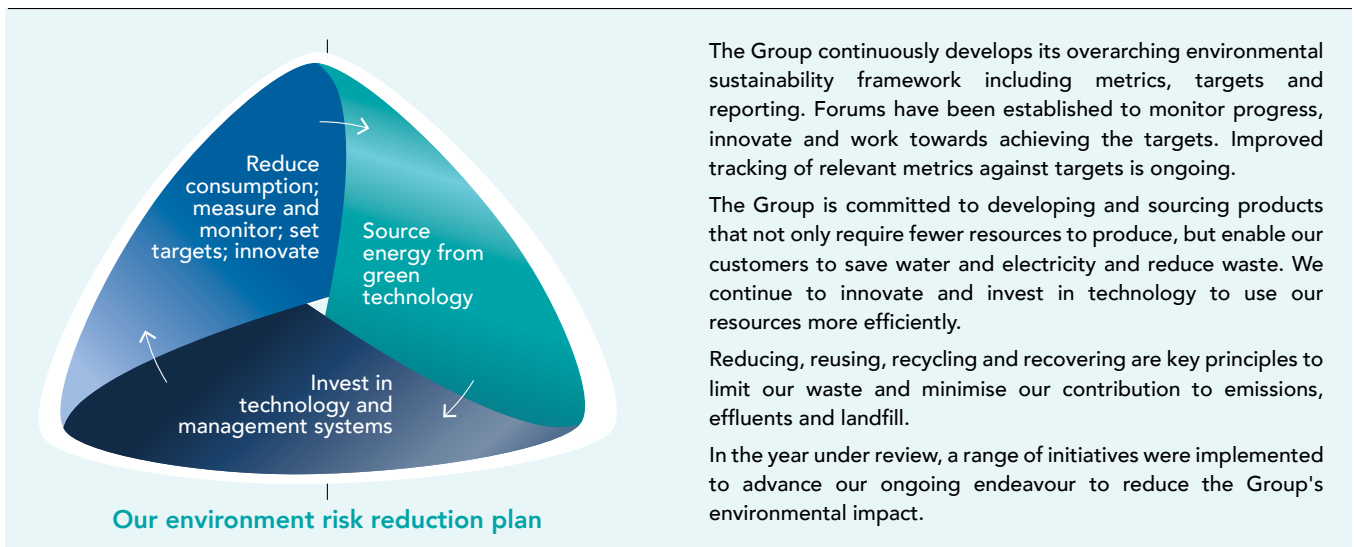 Reduce
consumption;
measure and
monitor; set
targets; innovate
Source
energy from
green
technology
Invest in
technology and
management systems
Our environment risk reduction plan
The Group continuously develops its overarching environmental
sustainability framework including metrics, targets and
reporting. Forums have been established to monitor progress,
innovate and work towards achieving the targets. Improved
tracking of relevant metrics against targets is ongoing.
The Group is committed to developing and sourcing products
that not only require fewer resources to produce, but enable our
customers to save water and electricity and reduce waste. We
continue to innovate and invest in technology to use our
resources more efficiently.
Reducing, reusing, recycling and recovering are key principles to
limit our waste and minimise our contribution to emissions,
effluents and landfill.
In the year under review, a range of initiatives were implemented
to advance our ongoing endeavour to reduce the Group's
environmental impact.